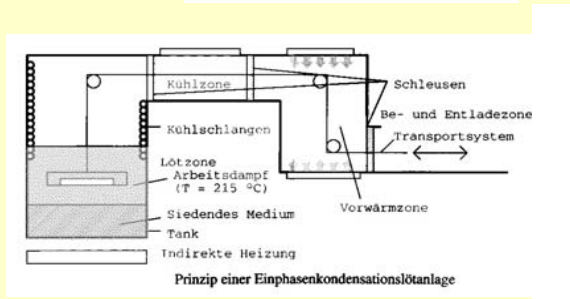 Kühlzone
Schleusen
Be- und Entladezone
Kühlschlangen
Transportsystem
Lötzone
Arbeitsdampf
(T = 215 °C)
Vorwärmzone
Siedendes Medium
Tank
Indirekte Heizung
Prinzip einer Einphasenkondensationslötanlage